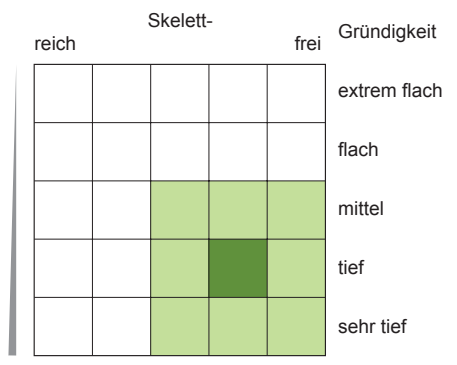 Skelett-
reich frei Gründigkeit
extrem flach
flach
mittel
tief
sehr tief